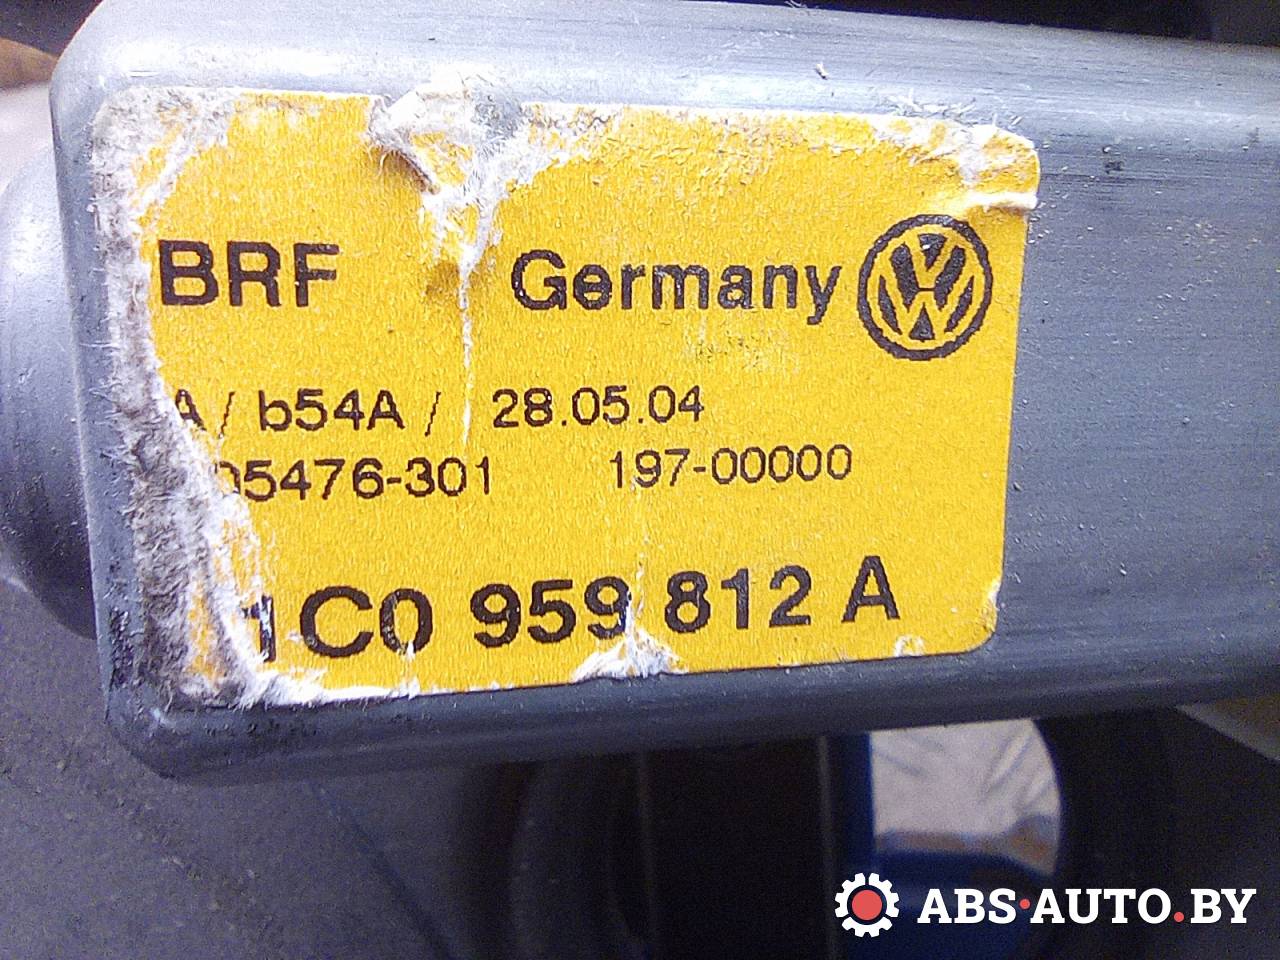 BRF Germany
A / b54A / 28.05.04
05476-301 197-00000
1C0 959 812 A
ABS·AUTO.BY